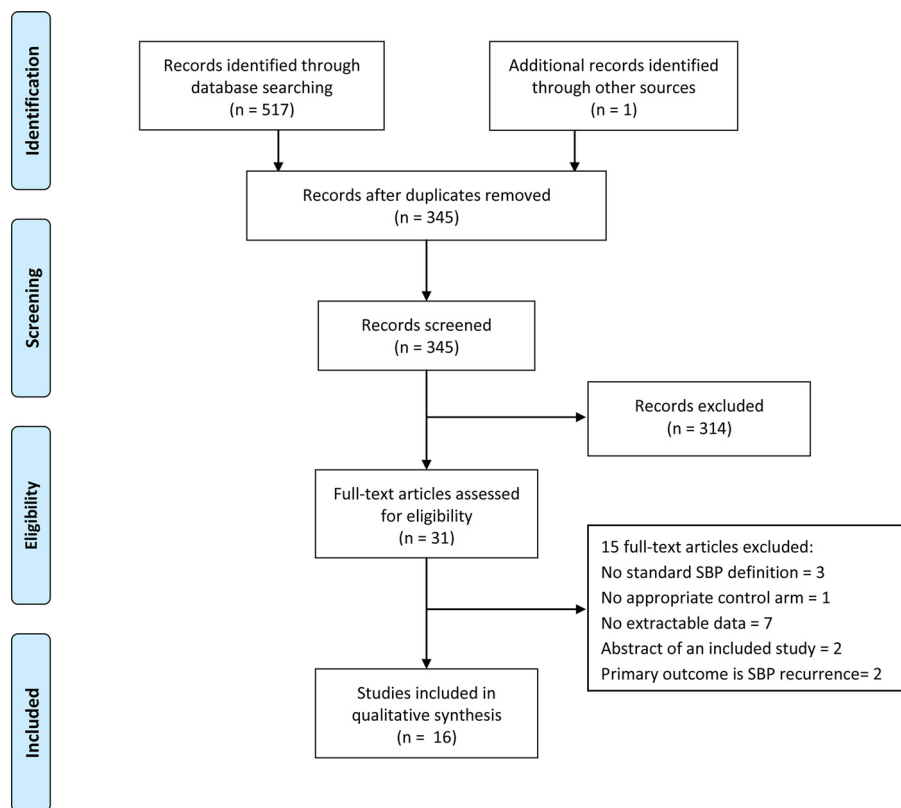 Identification
Records identified through
database searching
(n = 517)
Additional records identified
through other sources
(n = 1)
Records after duplicates removed
(n = 345)
Screening
Records screened
(n = 345)
Records excluded
(n = 314)
Eligibility
Full-text articles assessed
for eligibility
(n = 31)
15 full-text articles excluded:
No standard SBP definition = 3
No appropriate control arm = 1
No extractable data = 7
Abstract of an included study = 2
Primary outcome is SBP recurrence= 2
Included
Studies included in
qualitative synthesis
(n = 16)